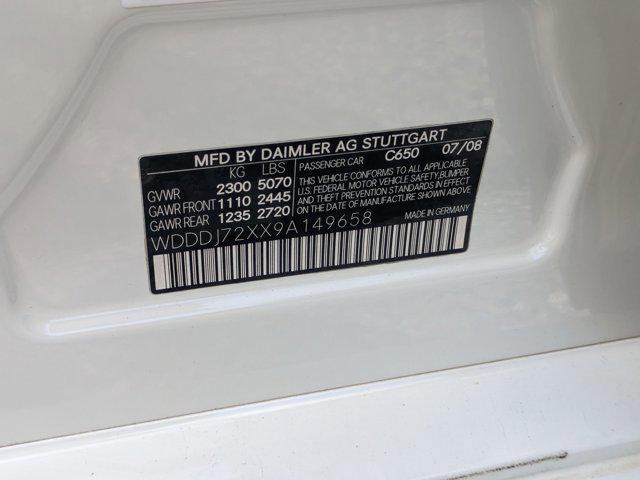 MFD BY DAIMLER AG STUTTGART
KG LBS PASSENGER CAR C650 07/08
GVWR 2300 5070
GAWR FRONT 1110 2445
GAWR REAR 1235 2720
THIS VEHICLE CONFORMS TO ALL APPLICABLE
U.S. FEDERAL MOTOR VEHICLE SAFETY,BUMPER
AND THEFT PREVENTION STANDARDS IN EFFECT
ON THE DATE OF MANUFACTURE SHOWN ABOVE.
WDDDJ72XX9A149658
MADE IN GERMANY